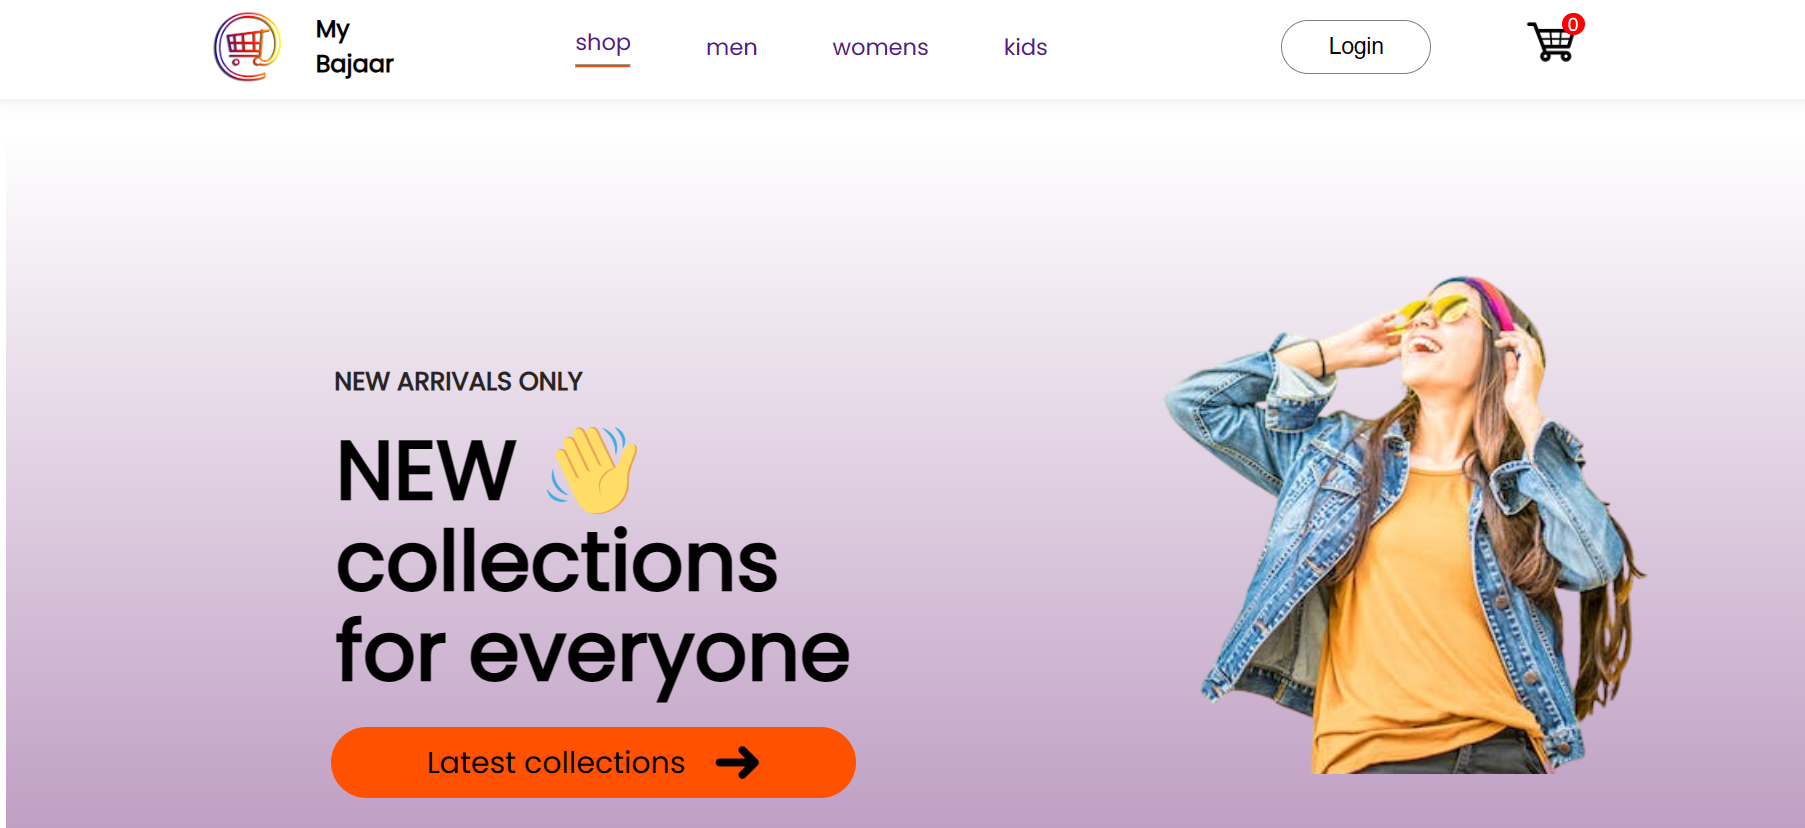 My
Bajaar
shop
men
womens
kids
Login
0
NEW ARRIVALS ONLY
NEW 👋
collections
for everyone
Latest collections